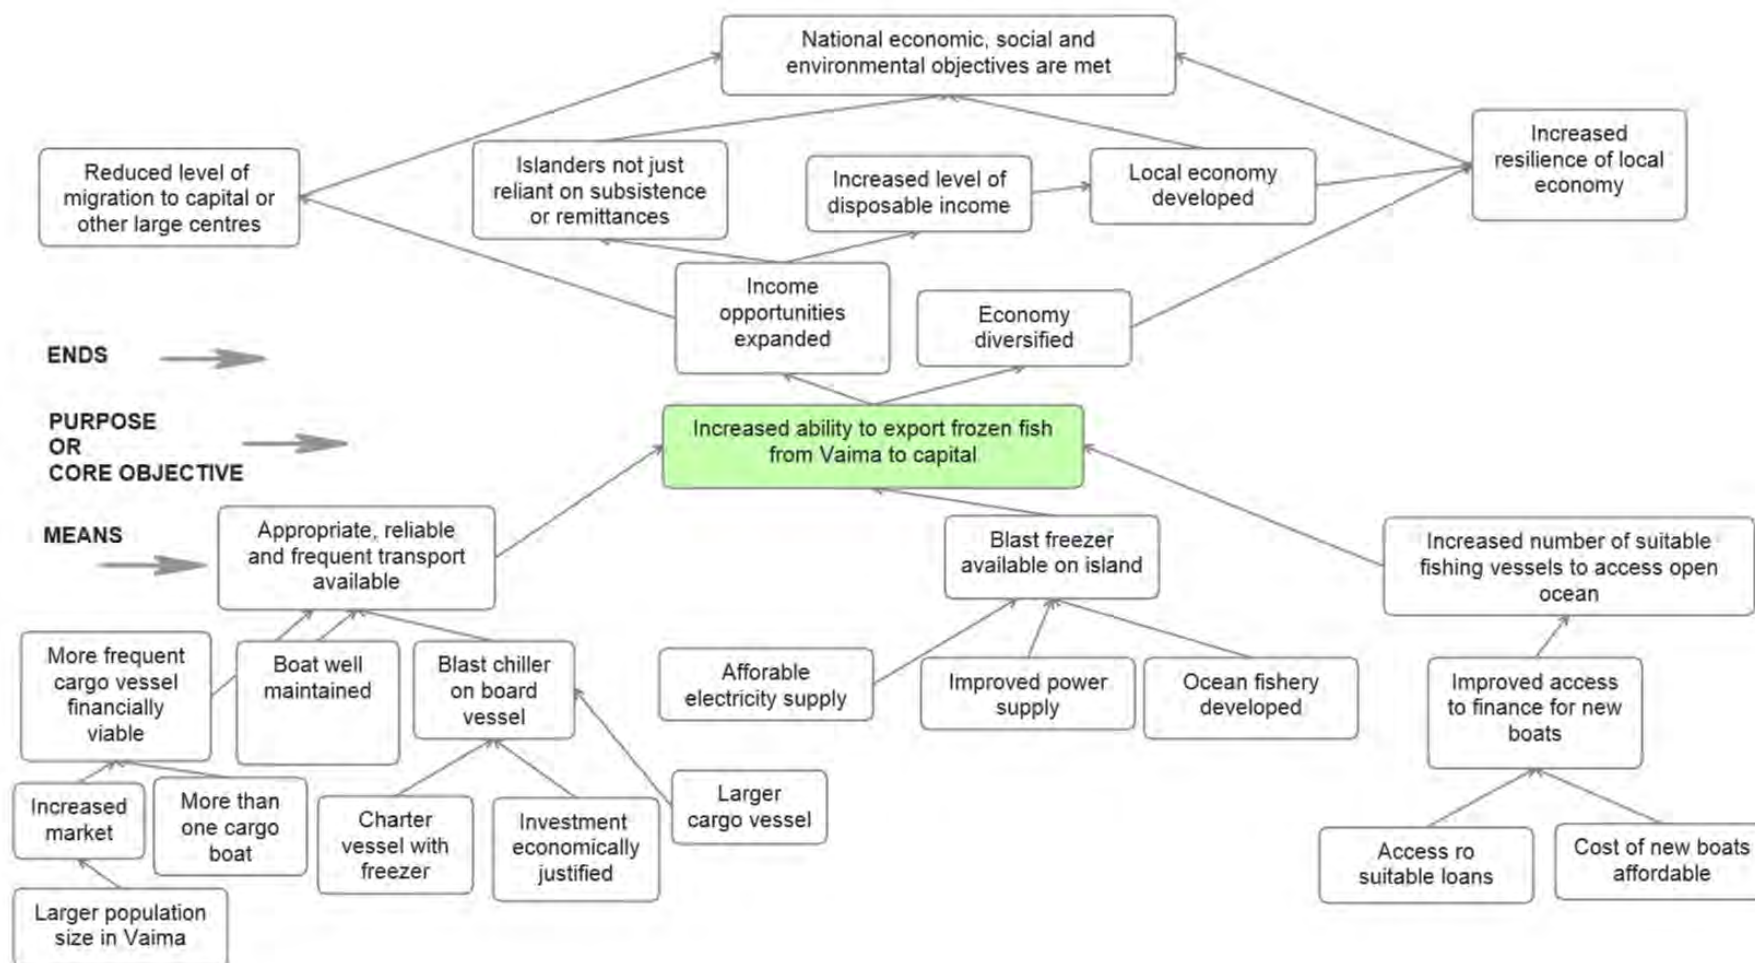 National economic, social and
environmental objectives are met
Reduced level of
migration to capital or
other large centres
Islanders not just
reliant on subsistence
or remittances
Increased level of
disposable income
Local economy
developed
Increased
resilience of local
economy
Income
opportunities
expanded
Economy
diversified
ENDS
PURPOSE
OR
CORE OBJECTIVE
Increased ability to export frozen fish
from Vaima to capital
MEANS
Appropriate, reliable
and frequent transport
available
Blast freezer
available on island
Increased number of suitable
fishing vessels to access open
ocean
More frequent
cargo vessel
financially
viable
Boat well
maintained
Blast chiller
on board
vessel
Afforable
electricity supply
Improved power
supply
Ocean fishery
developed
Improved access
to finance for new
boats
Increased
market
More than
one cargo
boat
Charter
vessel with
freezer
Investment
economically
justified
Larger
cargo vessel
Access ro
suitable loans
Cost of new boats
affordable
Larger population
size in Vaima